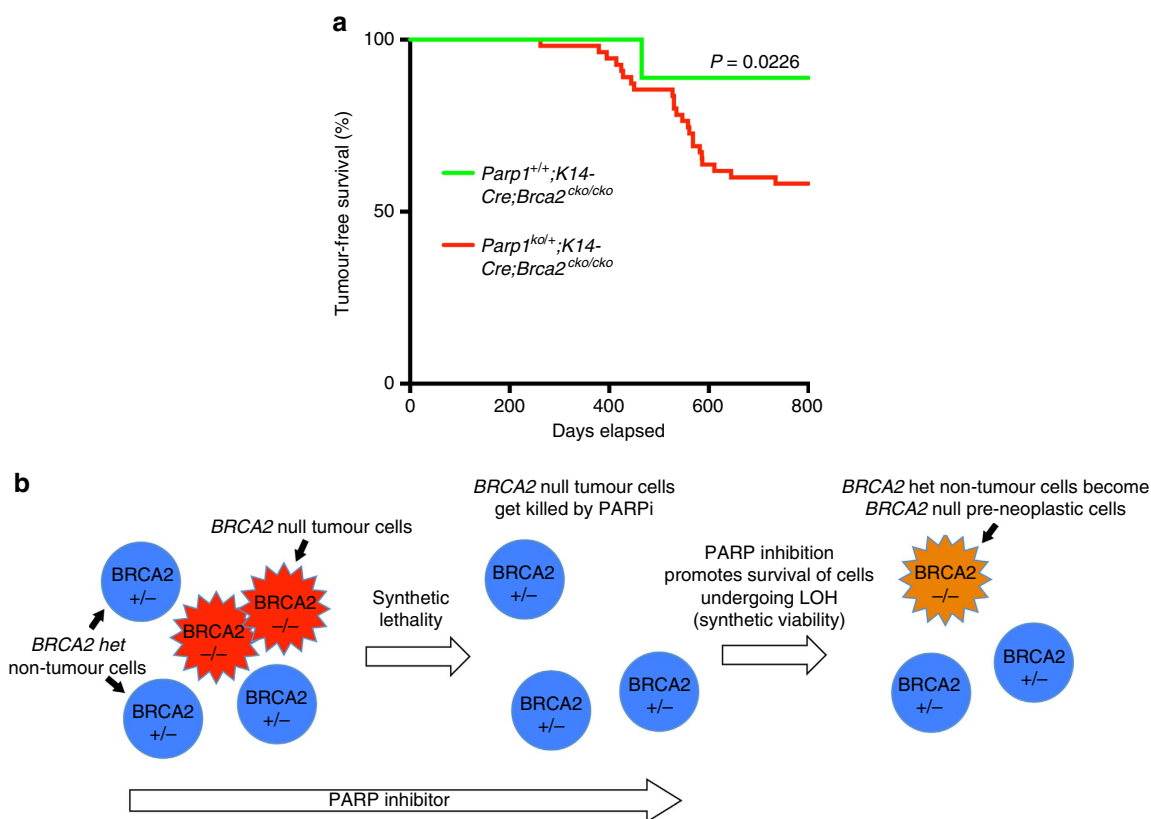 a
100
P = 0.0226
Tumour-free survival (%)
Parp1+/+;K14-
Cre;Brca2cko/cko
50
Parp1ko/+;K14-
Cre;Brca2cko/cko
0
0 200 400 600 800
Days elapsed
b
BRCA2 null tumour cells
BRCA2
+/–
BRCA2
–/–
BRCA2
–/–
BRCA2 het
non-tumour cells
BRCA2
+/–
BRCA2
+/–
Synthetic
lethality
BRCA2 null tumour cells
get killed by PARPi
BRCA2
+/–
BRCA2
+/–
BRCA2
+/–
PARP inhibition
promotes survival of cells
undergoing LOH
(synthetic viability)
BRCA2 het non-tumour cells become
BRCA2 null pre-neoplastic cells
BRCA2
–/–
BRCA2
+/–
BRCA2
+/–
PARP inhibitor